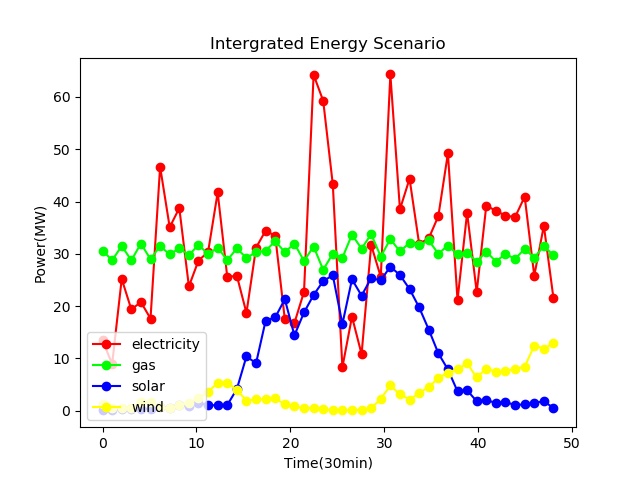 Intergrated Energy Scenario
Power(MW)
60
50
40
30
20
10
0
electricity
gas
solar
wind
0 10 20 30 40 50
Time(30min)